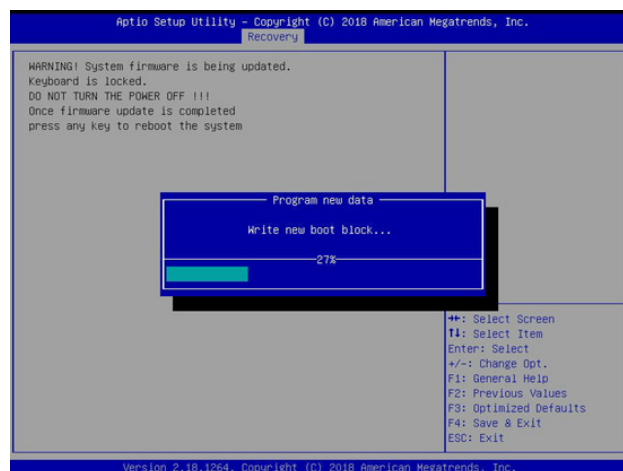 Aptio Setup Utility – Copyright (C) 2018 American Megatrends, Inc.
Recovery
WARNING! System firmware is being updated.
Keyboard is locked.
DO NOT TURN THE POWER OFF !!!
Once firmware update is completed
press any key to reboot the system
Program new data
Write new boot block...
27%
→←: Select Screen
↑↓: Select Item
Enter: Select
+/-: Change Opt.
F1: General Help
F2: Previous Values
F3: Optimized Defaults
F4: Save & Exit
ESC: Exit
Version 2.18.1264. Copyright (C) 2018 American Megatrends, Inc.